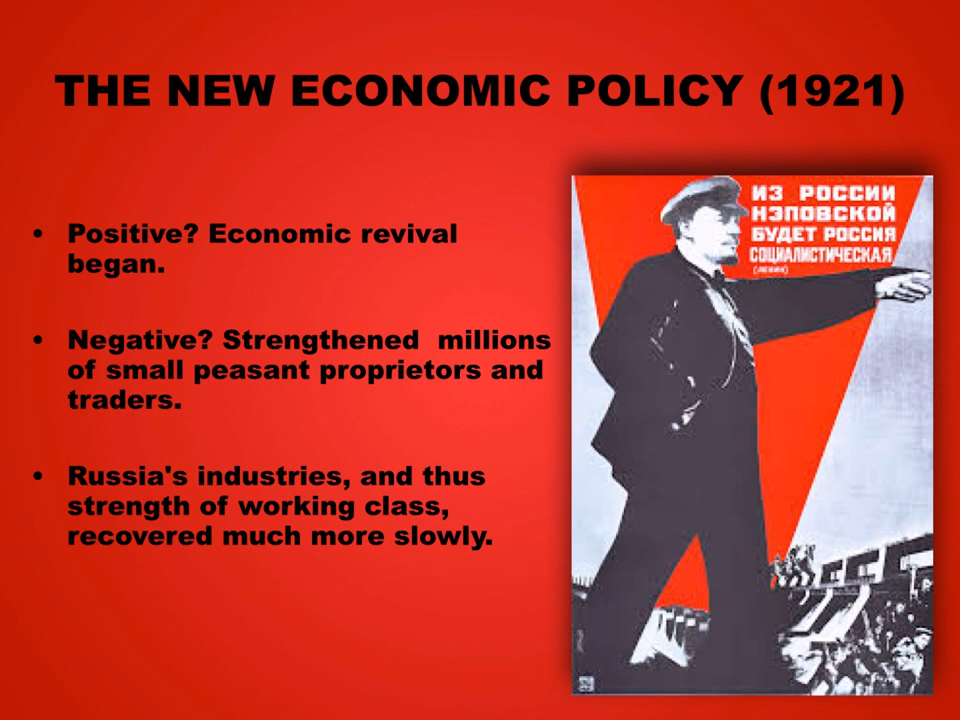 THE NEW ECONOMIC POLICY (1921)
• Positive? Economic revival
began.
• Negative? Strengthened  millions
of small peasant proprietors and
traders.
• Russia's industries, and thus
strength of working class,
recovered much more slowly.
ИЗ РОССИИ
НЭПОВСКОЙ
БУДЕТ РОССИЯ
СОЦИАЛИСТИЧЕСКАЯ
(ЛЕНИН)